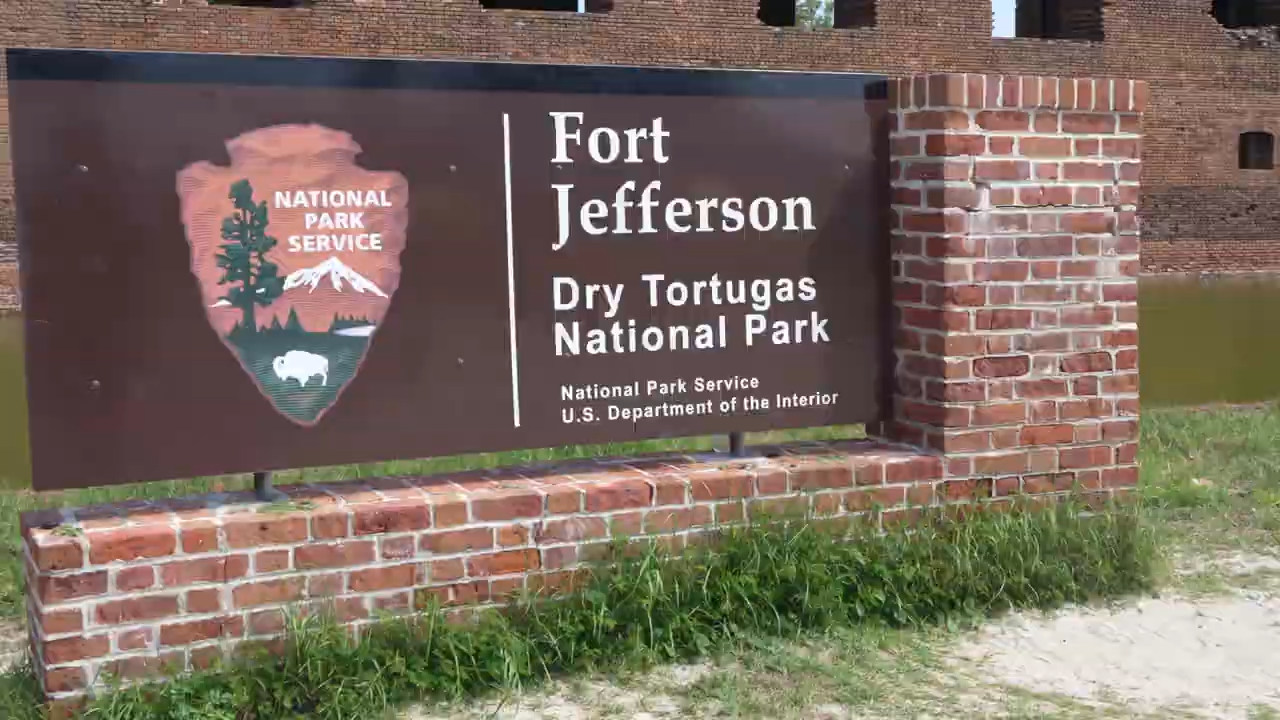 NATIONAL
PARK
SERVICE
Fort
Jefferson
Dry Tortugas
National Park
National Park Service
U.S. Department of the Interior